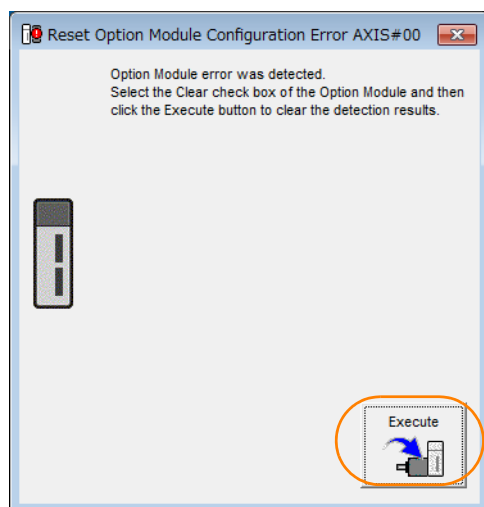 Reset Option Module Configuration Error AXIS#00
Option Module error was detected.
Select the Clear check box of the Option Module and then
click the Execute button to clear the detection results.
Execute